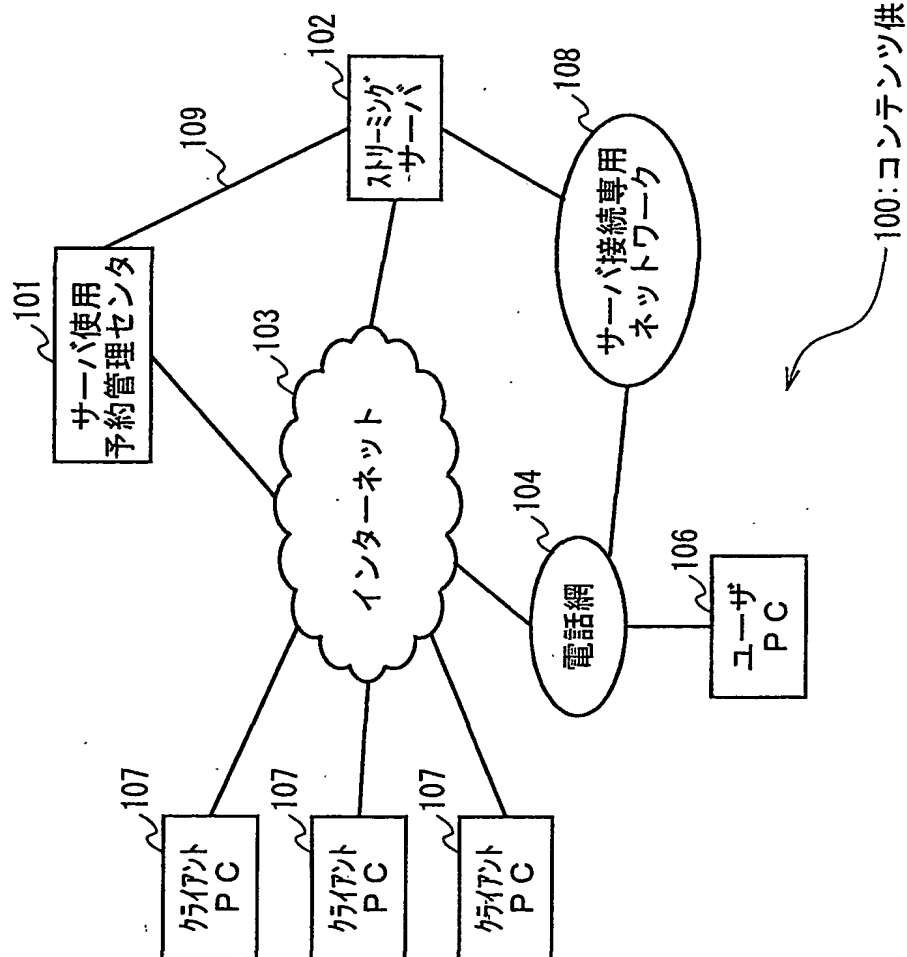 101
サーバ使用
予約管理センタ
109
102
ストリーミング
サーバ
103
インターネット
107
クライアント
PC
107
クライアント
PC
107
クライアント
PC
104
電話網
106
ユーザ
PC
108
サーバ接続専用
ネットワーク
100:コンテンツ供